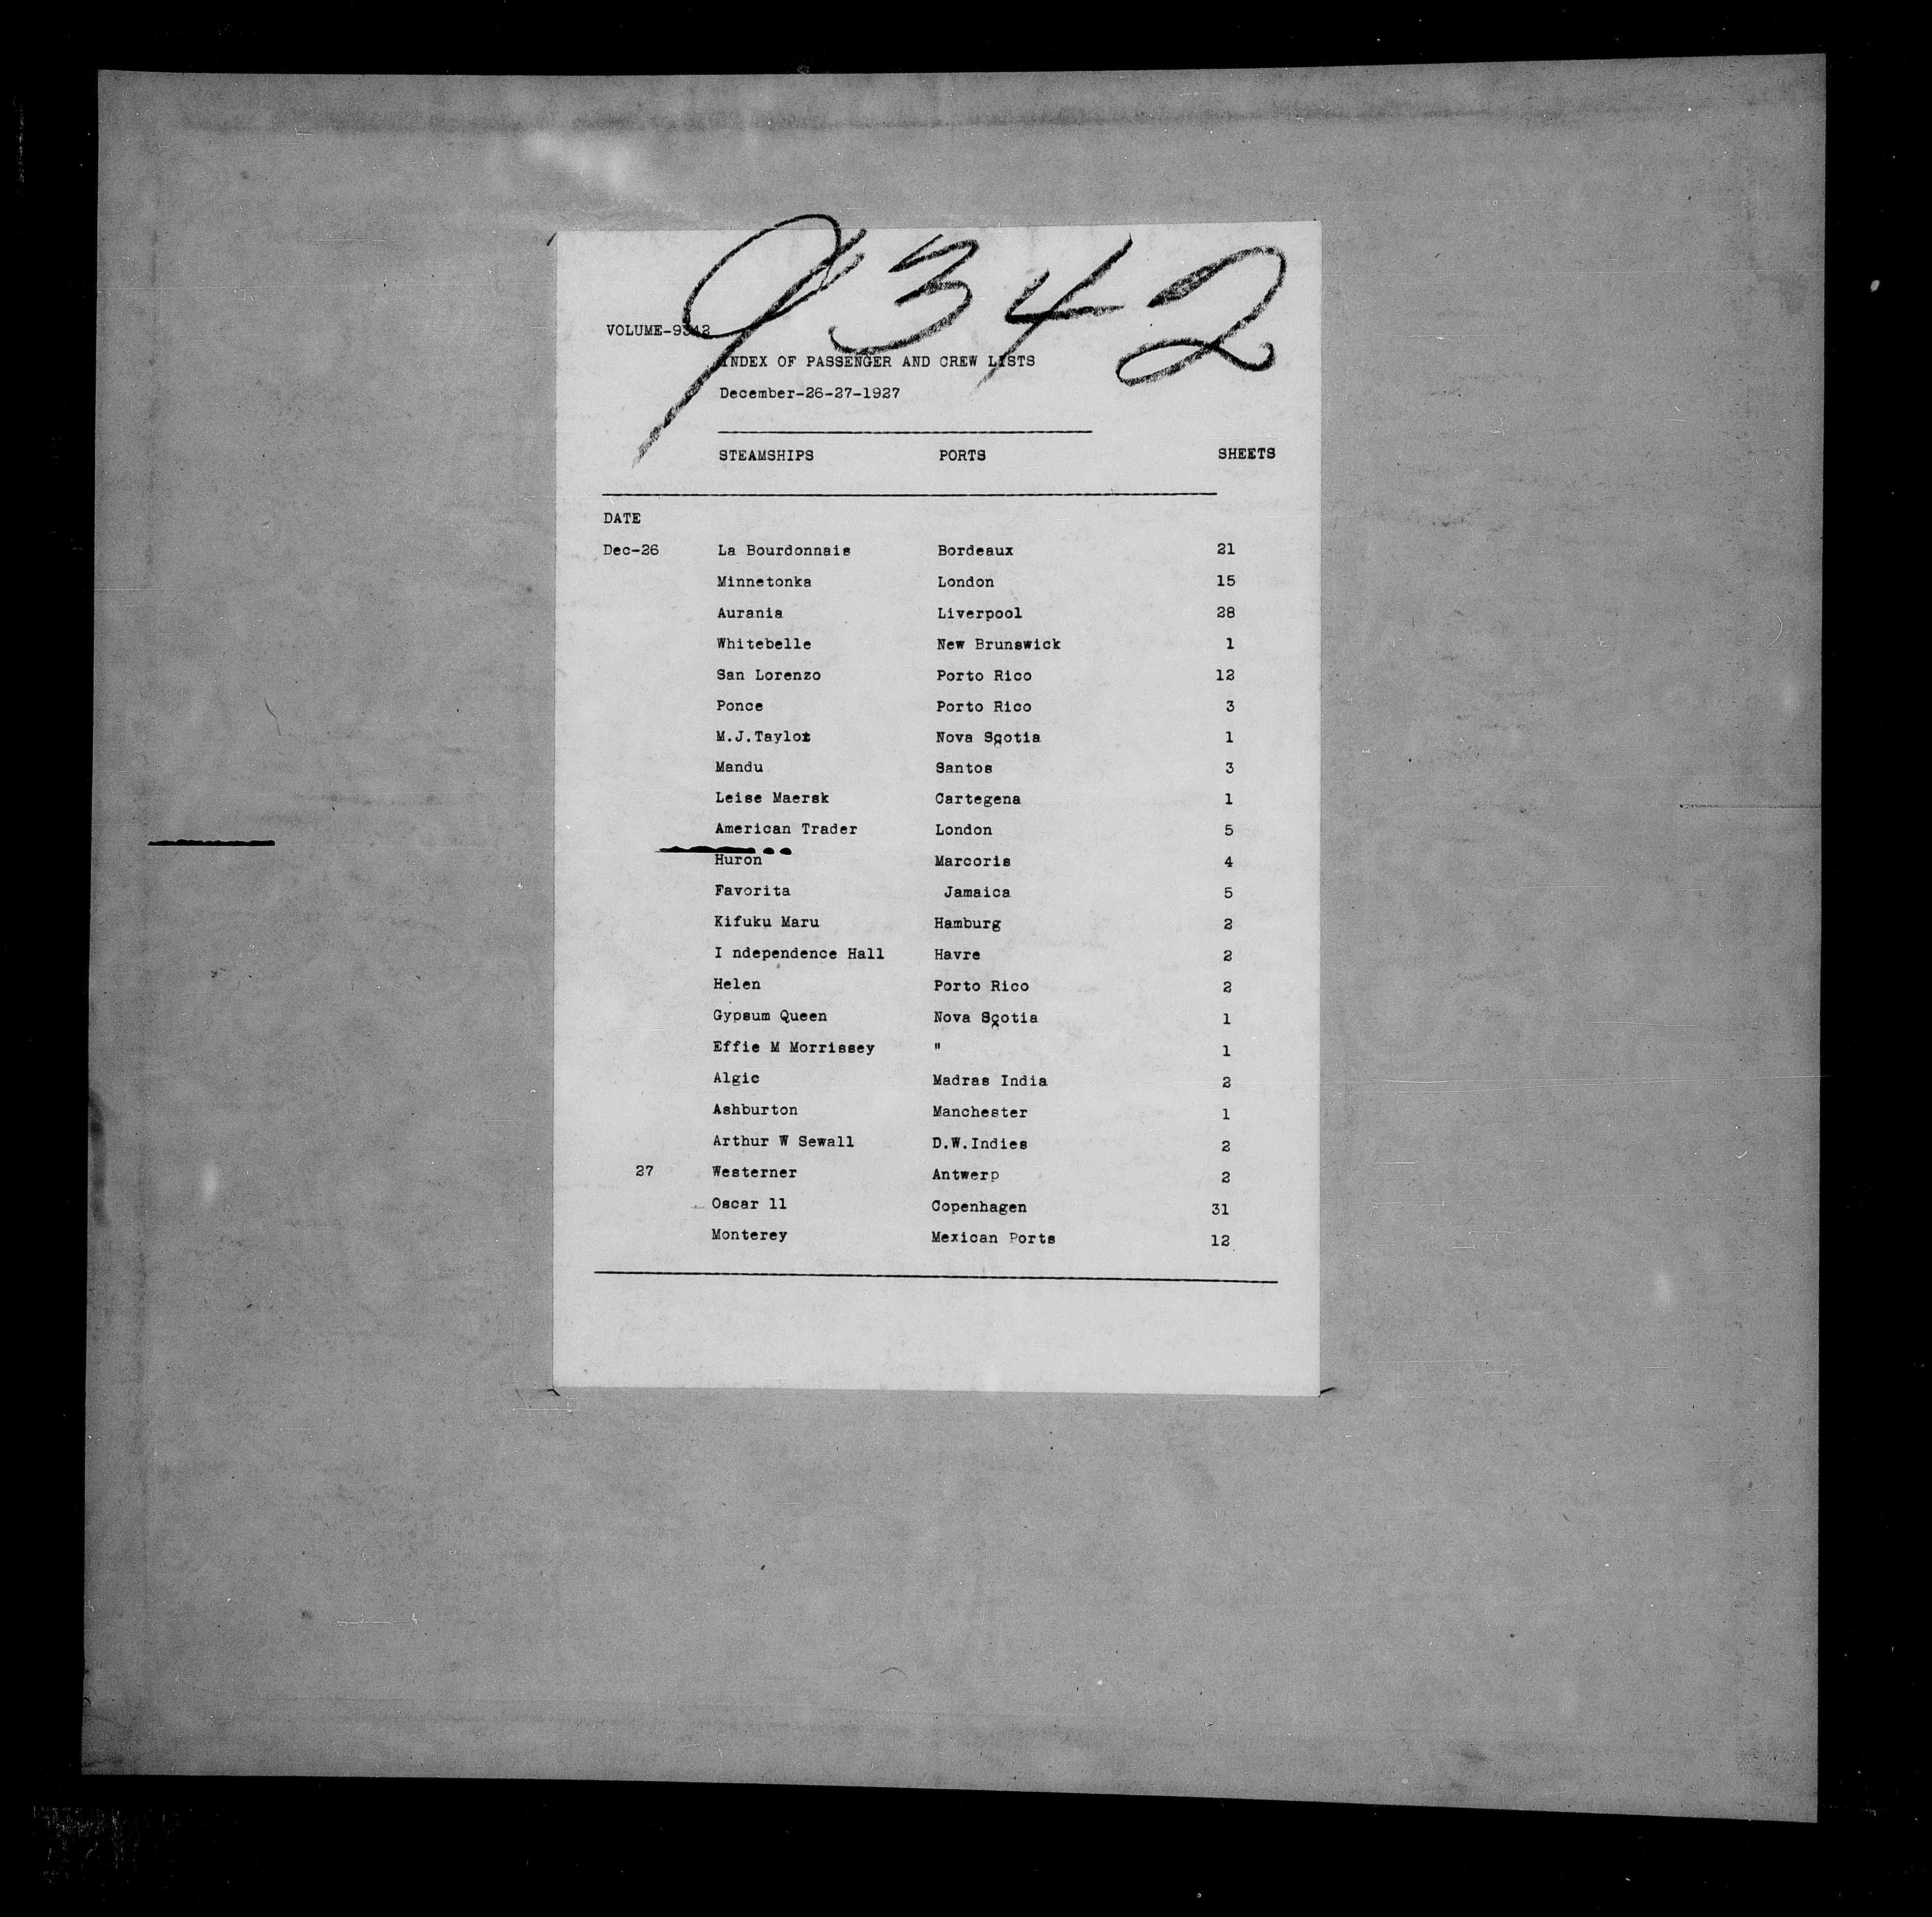 9342
VOLUME-9342
INDEX OF PASSENGER AND CREW LISTS
December-26-27-1927
STEAMSHIPS PORTS SHEETS
DATE
Dec-26 La Bourdonnais Bordeaux 21
Minnetonka London 15
Aurania Liverpool 28
Whitebelle New Brunswick 1
San Lorenzo Porto Rico 12
Ponce Porto Rico 3
M.J.Taylor Nova Scotia 1
Mandu Santos 3
Leise Maersk Cartegena 1
American Trader London 5
Huron Marcoris 4
Favorita Jamaica 5
Kifuku Maru Hamburg 2
I ndependence Hall Havre 2
Helen Porto Rico 2
Gypsum Queen Nova Scotia 1
Effie M Morrissey " 1
Algic Madras India 2
Ashburton Manchester 1
Arthur W Sewall D.W.Indies 2
27 Westerner Antwerp 2
Oscar 11 Copenhagen 31
Monterey Mexican Ports 12